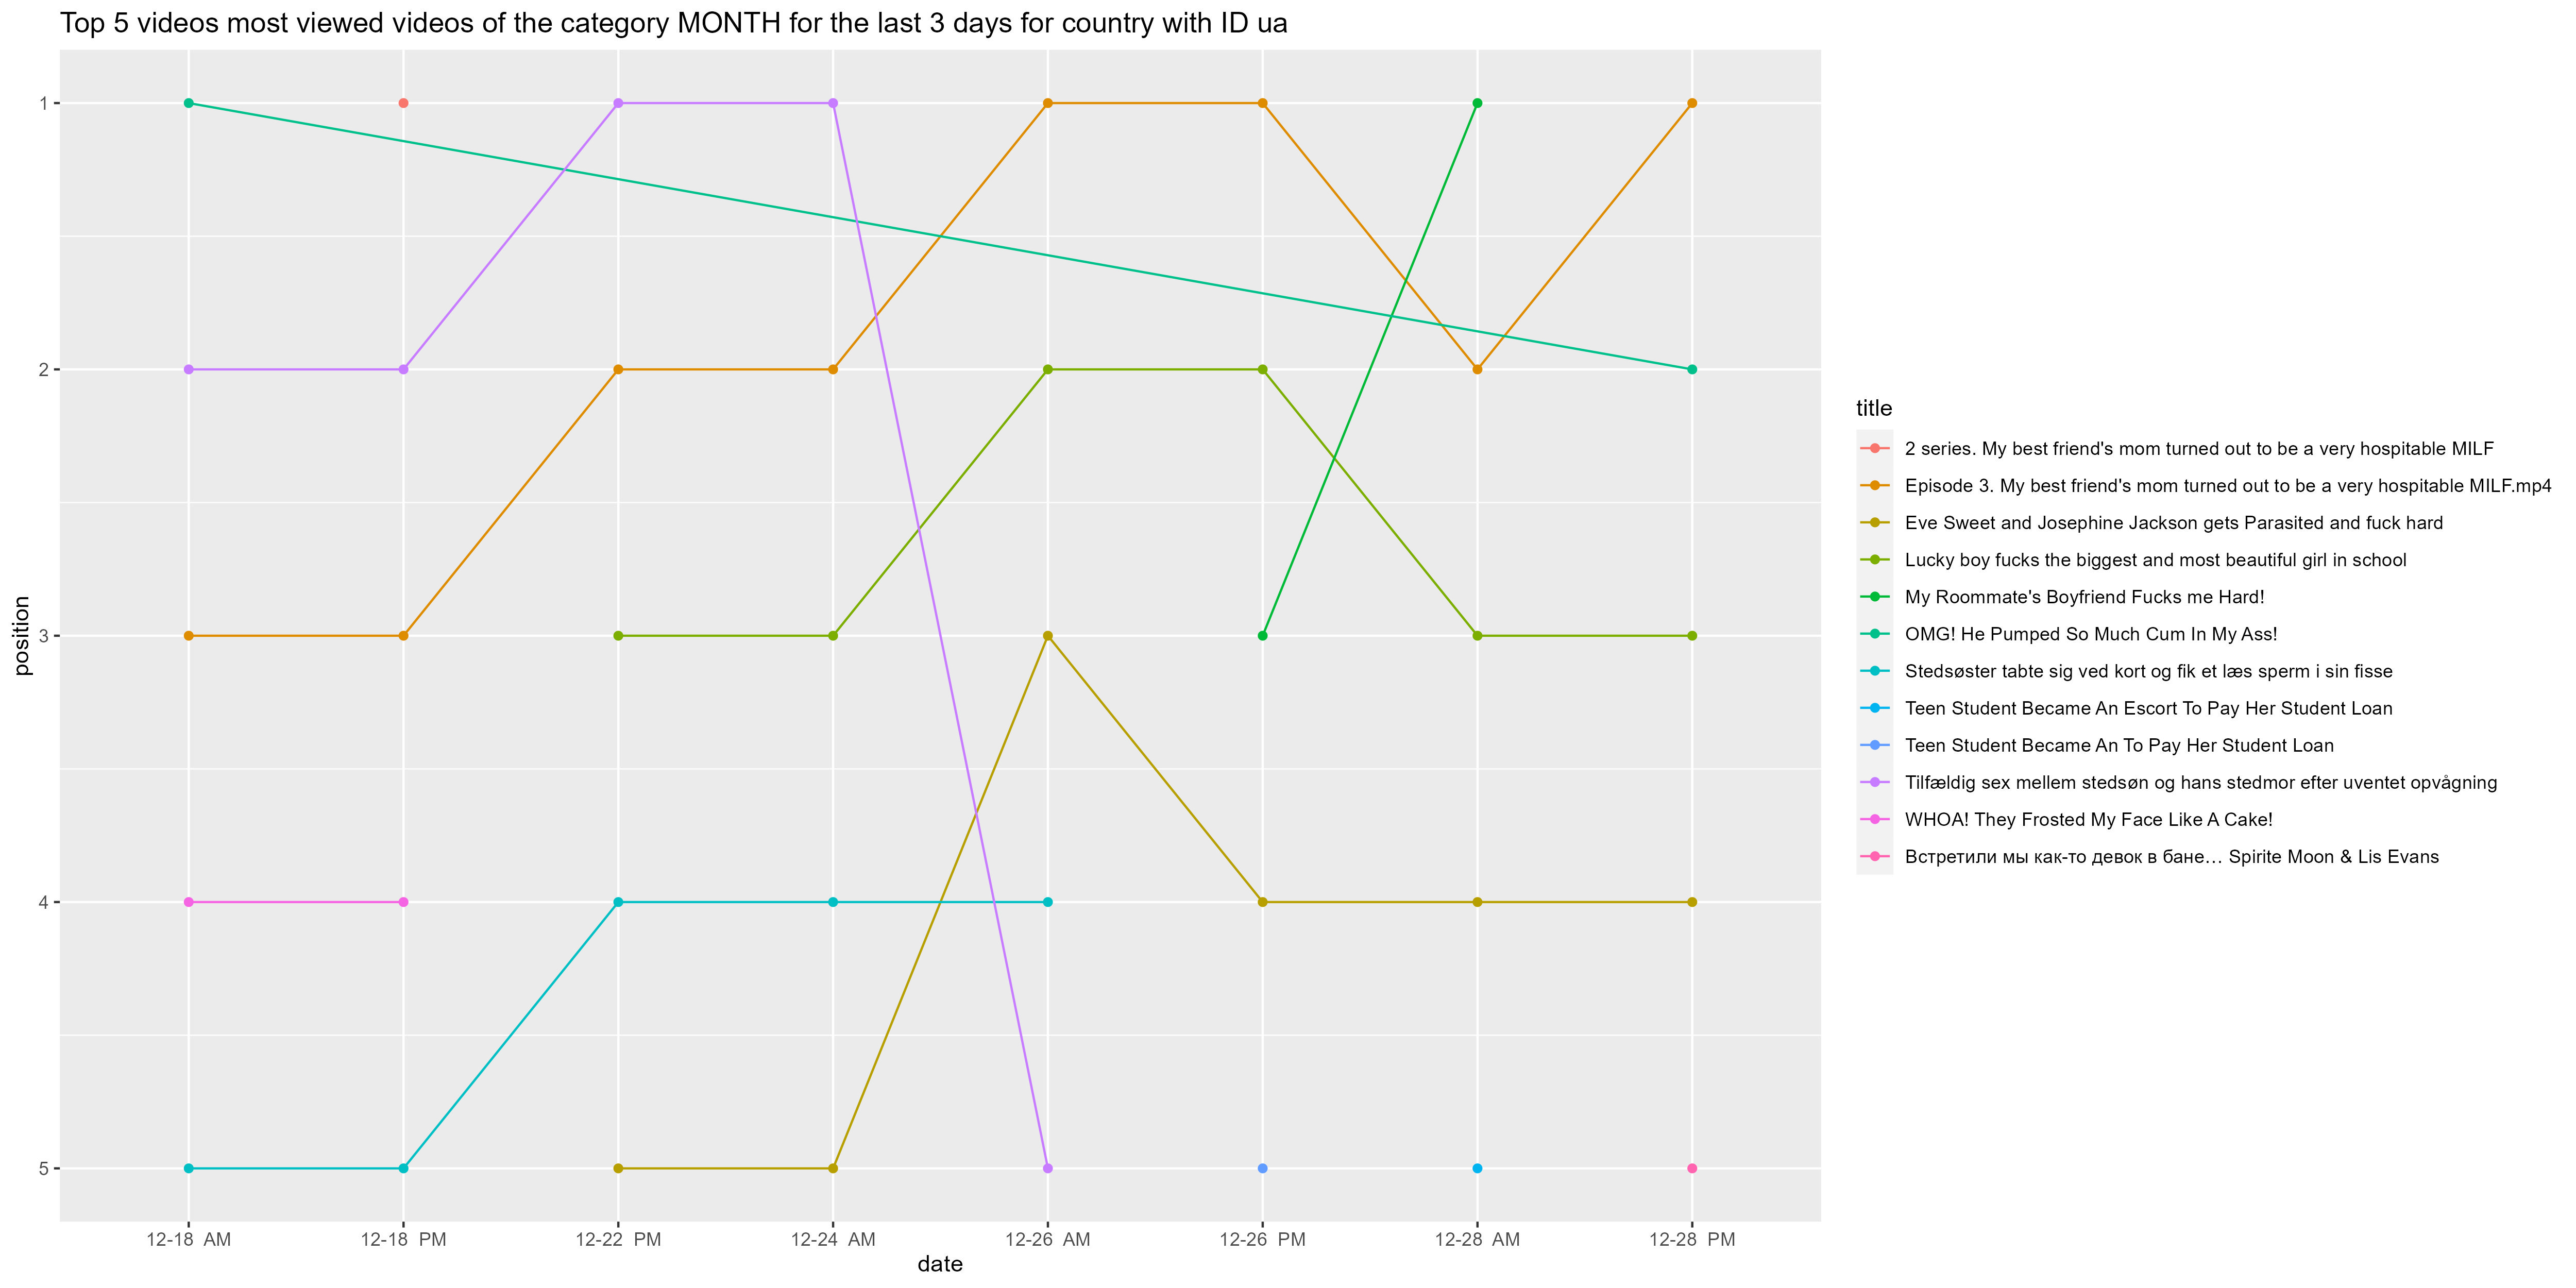 Top 5 videos most viewed videos of the category MONTH for the last 3 days for country with ID ua
position
1
2
3
4
5
12-18 AM
12-18 PM
12-22 PM
12-24 AM
12-26 AM
12-26 PM
12-28 AM
12-28 PM
date
title
2 series. My best friend's mom turned out to be a very hospitable MILF
Episode 3. My best friend's mom turned out to be a very hospitable MILF.mp4
Eve Sweet and Josephine Jackson gets Parasited and fuck hard
Lucky boy fucks the biggest and most beautiful girl in school
My Roommate's Boyfriend Fucks me Hard!
OMG! He Pumped So Much Cum In My Ass!
Stedsøster tabte sig ved kort og fik et læs sperm i sin fisse
Teen Student Became An Escort To Pay Her Student Loan
Teen Student Became An To Pay Her Student Loan
Tilfældig sex mellem stedsøn og hans stedmor efter uventet opvågning
WHOA! They Frosted My Face Like A Cake!
Встретили мы как-то девок в бане… Spirite Moon & Lis Evans